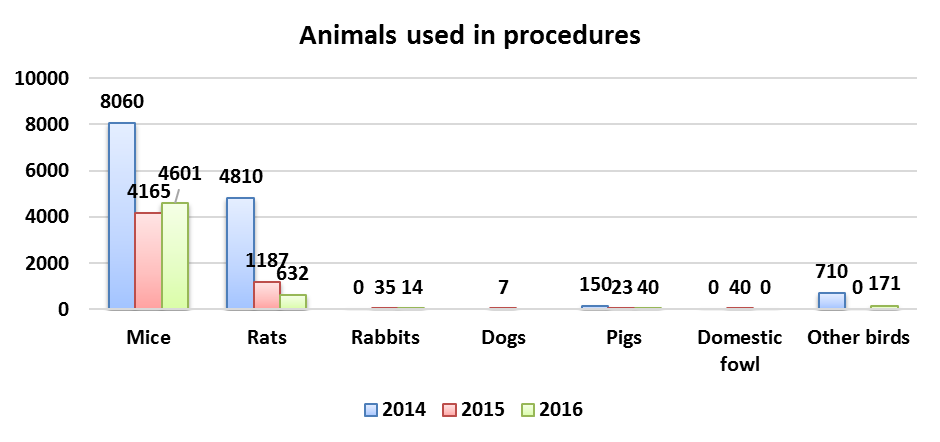 Animals used in procedures
10000
8000
6000
4000
2000
0
8060
4165
4601
4810
1187
632
0 35 14
7
150 23 40
0 40 0
710 0 171
Mice Rats Rabbits Dogs Pigs Domestic fowl Other birds
2014 2015 2016